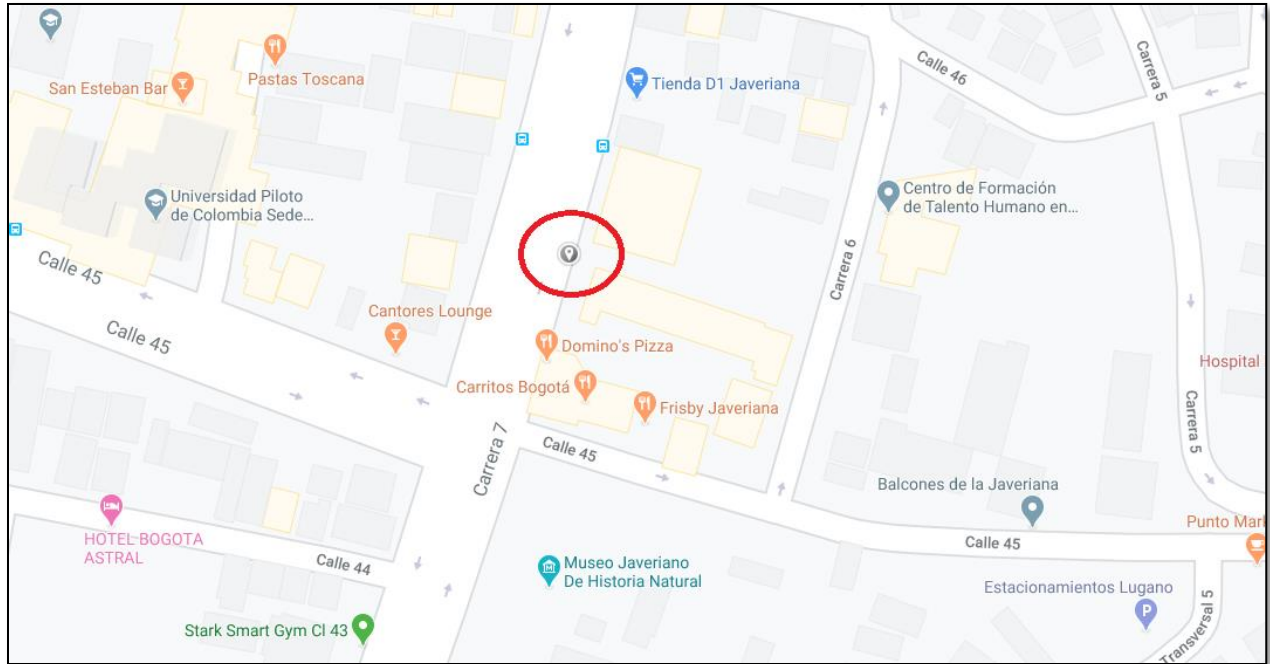 San Esteban Bar
Pastas Toscana
Tienda D1 Javeriana
Calle 46
Carrera 5
Universidad Piloto
de Colombia Sede...
Centro de Formación
de Talento Humano en...
Calle 45
Carrera 6
Calle 45
Cantores Lounge
Domino's Pizza
Carritos Bogotá
Frisby Javeriana
Hospital
Carrera 5
Carrera 7
Calle 45
Balcones de la Javeriana
Punto Mark
HOTEL BOGOTA
ASTRAL
Calle 44
Museo Javeriano
De Historia Natural
Calle 45
Estacionamientos Lugano
P
Stark Smart Gym Cl 43
Transversal 5